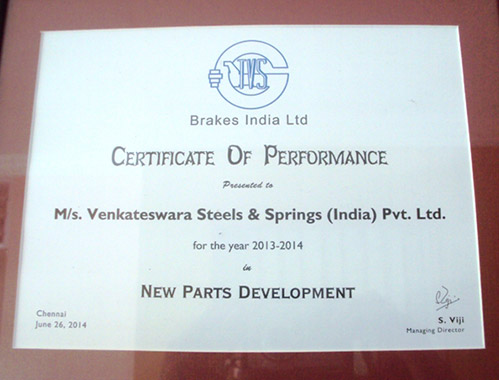 TVS
Brakes India Ltd
CERTIFICATE OF PERFORMANCE
Presented to
M/s. Venkateswara Steels & Springs (India) Pvt. Ltd.
for the year 2013-2014
in
NEW PARTS DEVELOPMENT
Chennai
June 26, 2014
S. Viji
Managing Director